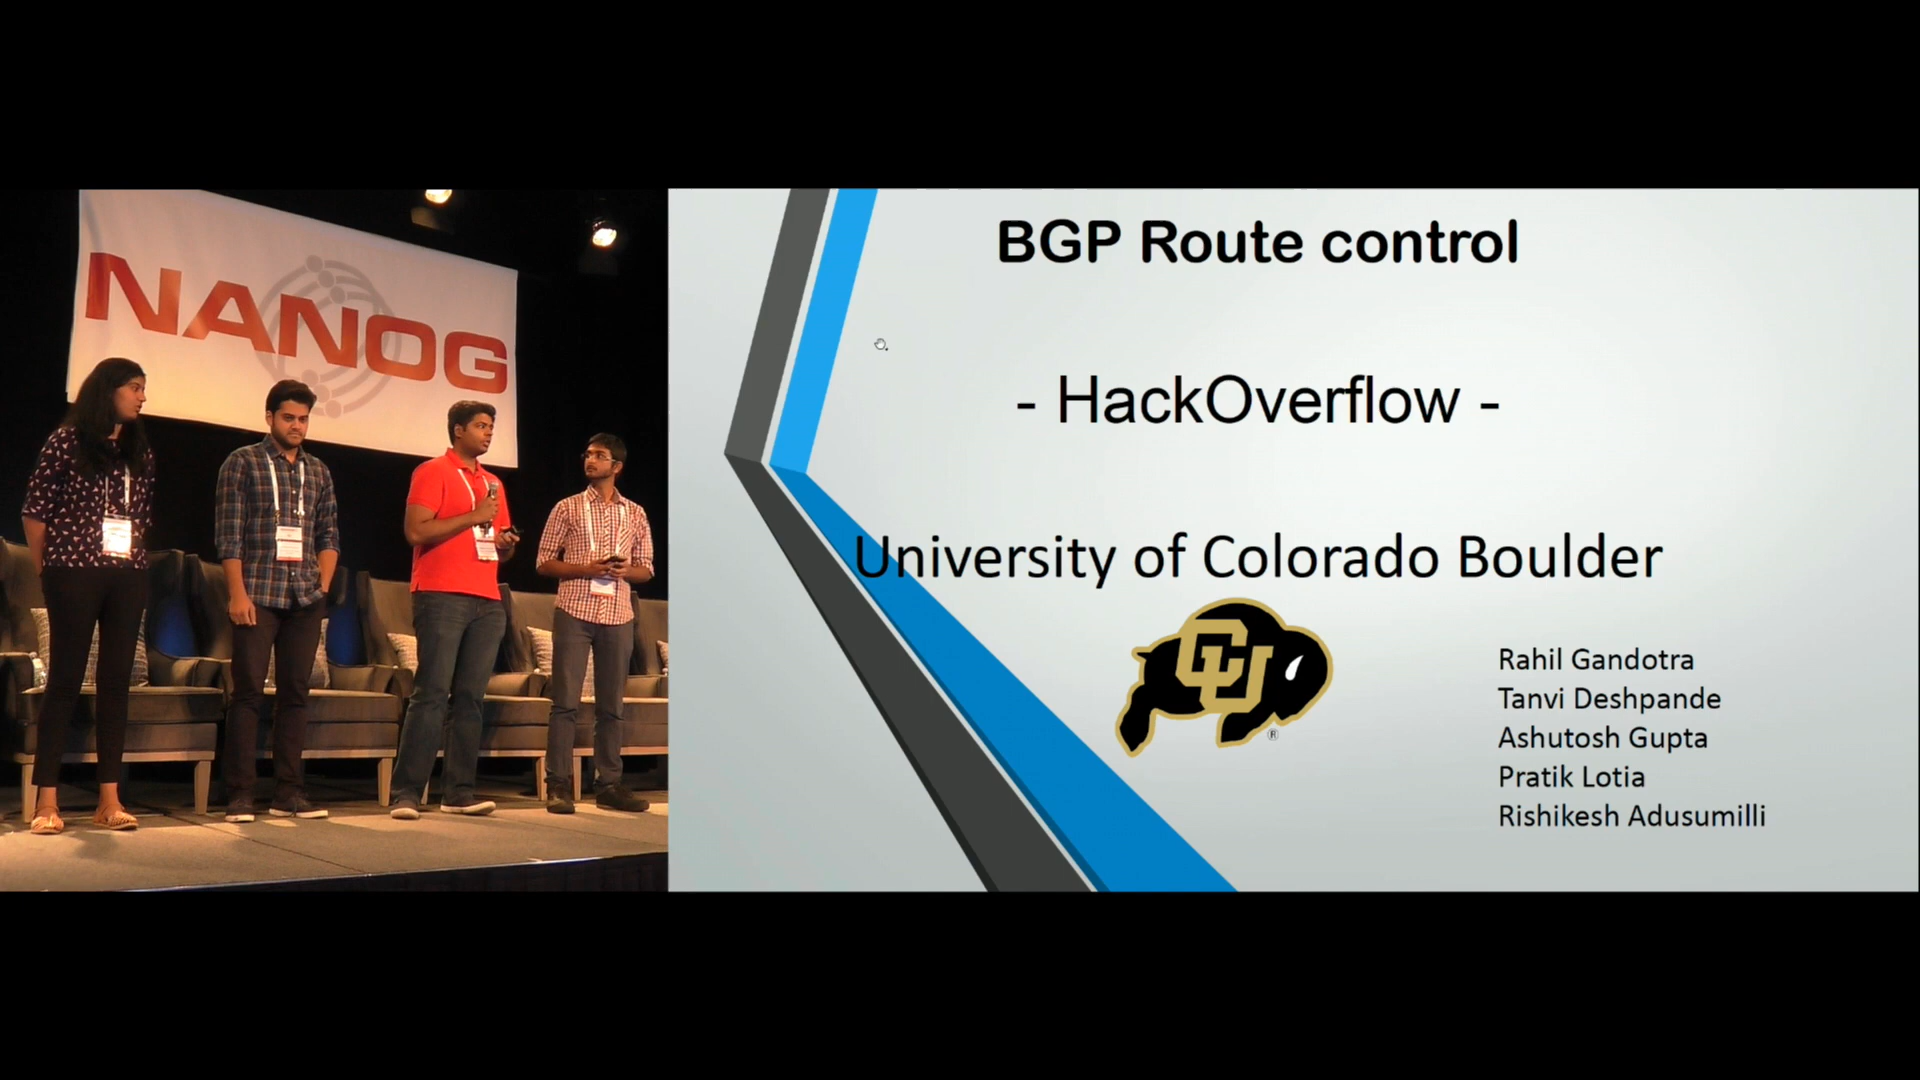 NANOG
BGP Route control
- HackOverflow -
University of Colorado Boulder
CU
®
Rahil Gandotra
Tanvi Deshpande
Ashutosh Gupta
Pratik Lotia
Rishikesh Adusumilli